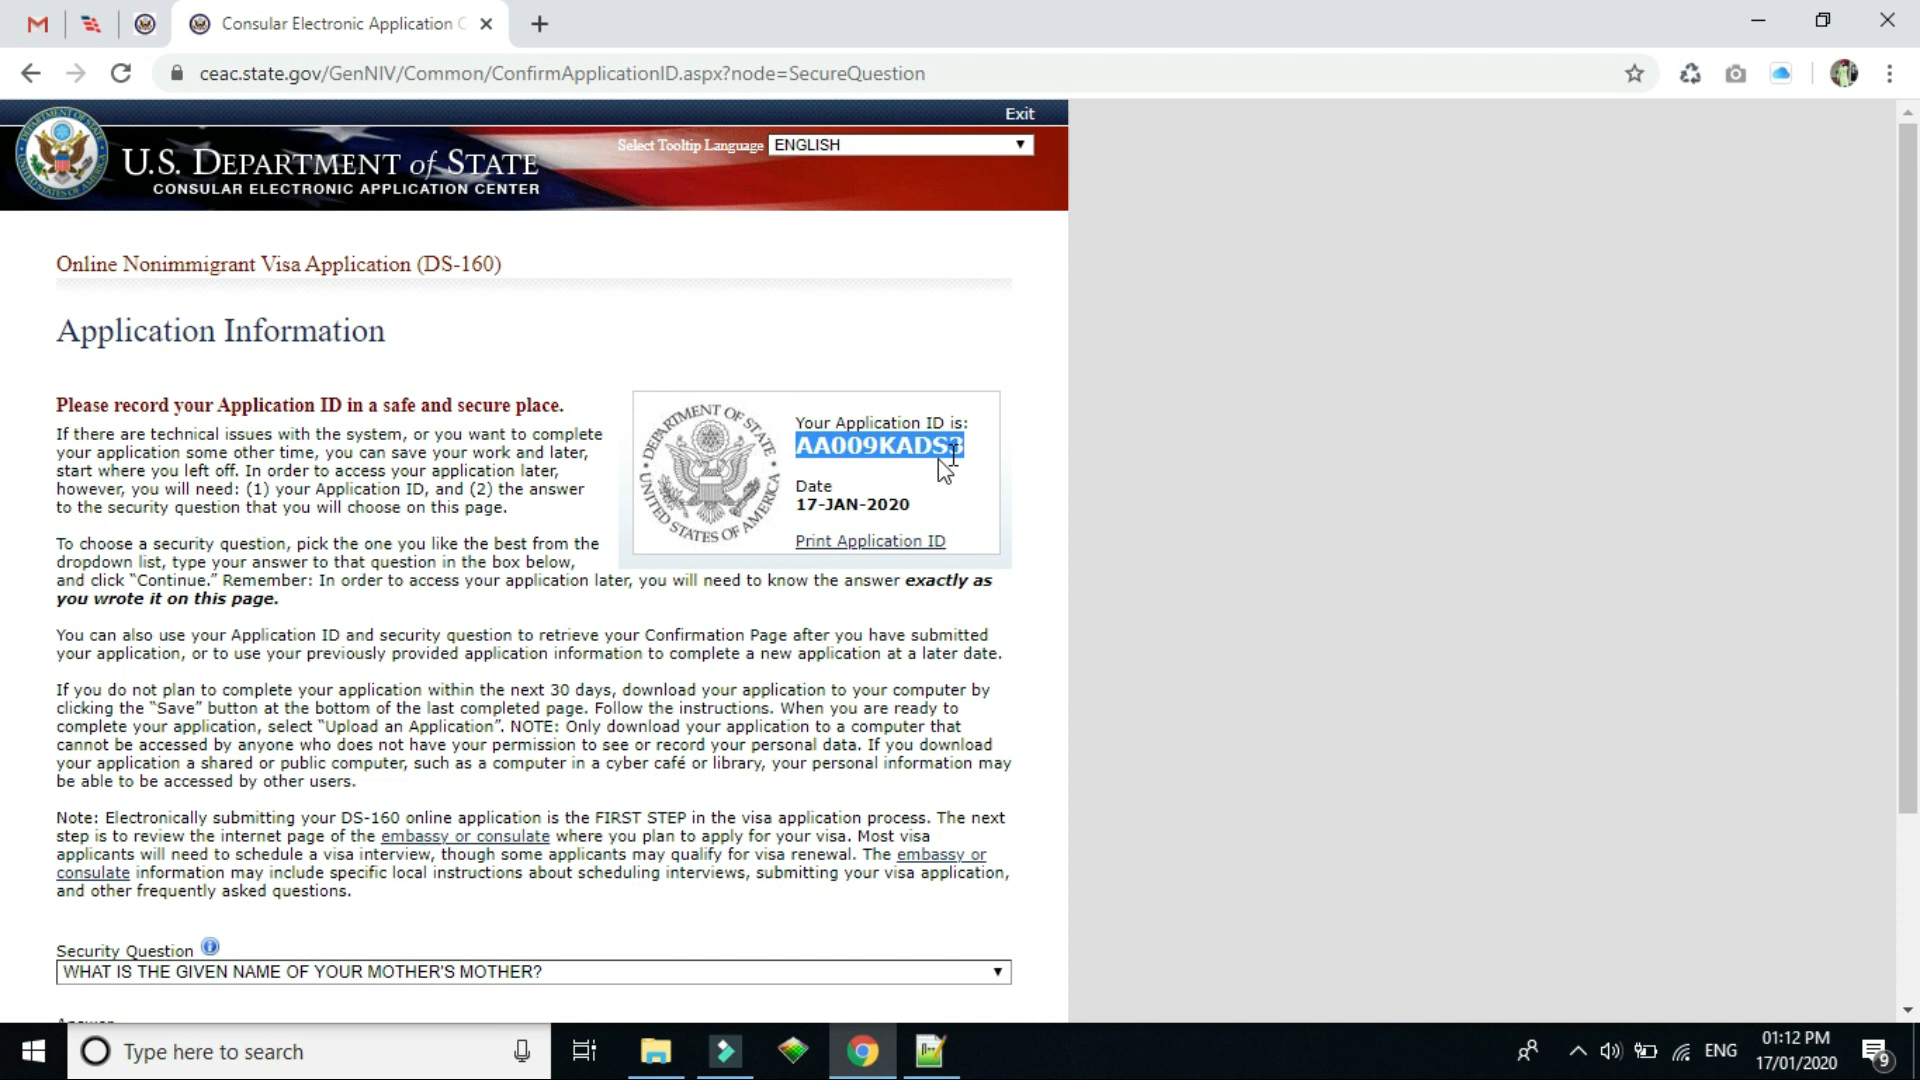 Consular Electronic Application C
ceac.state.gov/GenNIV/Common/ConfirmApplicationID.aspx?node=SecureQuestion
Exit
U.S. DEPARTMENT of STATE
CONSULAR ELECTRONIC APPLICATION CENTER
Select Tooltip Language ENGLISH
Online Nonimmigrant Visa Application (DS-160)
Application Information
Please record your Application ID in a safe and secure place.
If there are technical issues with the system, or you want to complete
your application some other time, you can save your work and later,
start where you left off. In order to access your application later,
however, you will need: (1) your Application ID, and (2) the answer
to the security question that you will choose on this page.
DEPARTMENT OF STATE
UNITED STATES OF AMERICA
Your Application ID is:
AA009KADS3
Date
17-JAN-2020
Print Application ID
To choose a security question, pick the one you like the best from the
dropdown list, type your answer to that question in the box below,
and click “Continue.” Remember: In order to access your application later, you will need to know the answer exactly as
you wrote it on this page.
You can also use your Application ID and security question to retrieve your Confirmation Page after you have submitted
your application, or to use your previously provided application information to complete a new application at a later date.
If you do not plan to complete your application within the next 30 days, download your application to your computer by
clicking the “Save” button at the bottom of the last completed page. Follow the instructions. When you are ready to
complete your application, select “Upload an Application”. NOTE: Only download your application to a computer that
cannot be accessed by anyone who does not have your permission to see or record your personal data. If you download
your application a shared or public computer, such as a computer in a cyber café or library, your personal information may
be able to be accessed by other users.
Note: Electronically submitting your DS-160 online application is the FIRST STEP in the visa application process. The next
step is to review the internet page of the embassy or consulate where you plan to apply for your visa. Most visa
applicants will need to schedule a visa interview, though some applicants may qualify for visa renewal. The embassy or
consulate information may include specific local instructions about scheduling interviews, submitting your visa application,
and other frequently asked questions.
Security Question
WHAT IS THE GIVEN NAME OF YOUR MOTHER'S MOTHER?
Type here to search
ENG
01:12 PM
17/01/2020
9